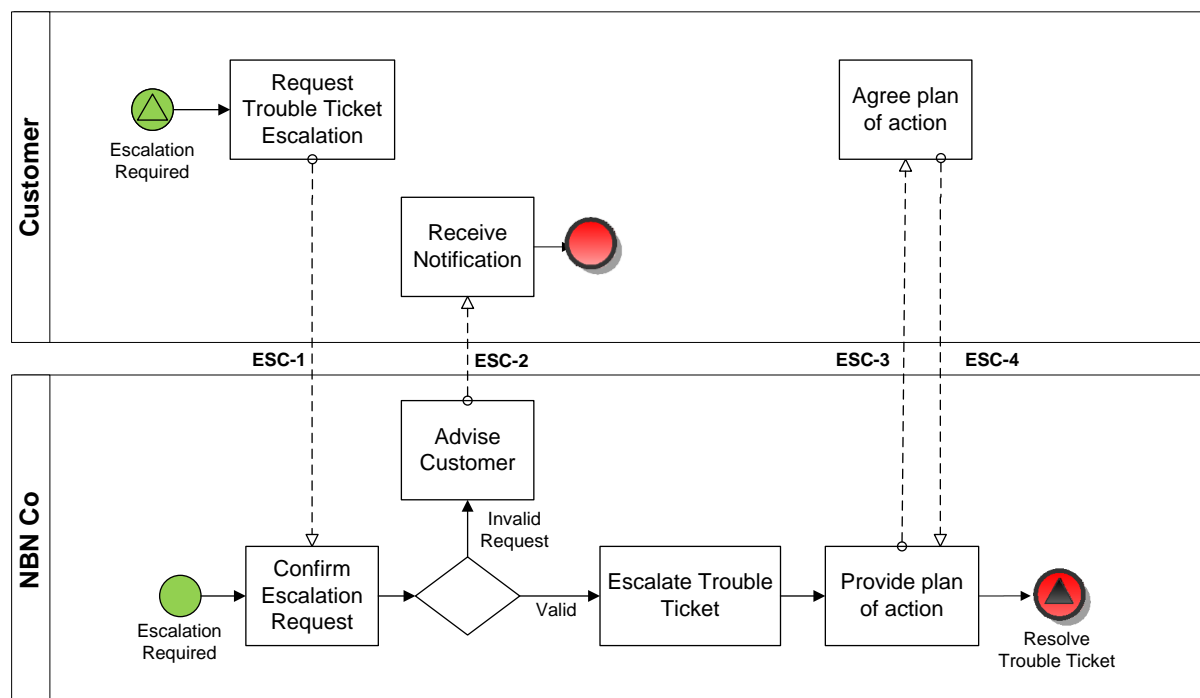 Customer
Request
Trouble Ticket
Escalation
Escalation
Required
Agree plan
of action
Receive
Notification
ESC-1
ESC-2
ESC-3
ESC-4
NBN Co
Advise
Customer
Invalid
Request
Escalation
Required
Confirm
Escalation
Request
Valid
Escalate Trouble
Ticket
Provide plan
of action
Resolve
Trouble Ticket